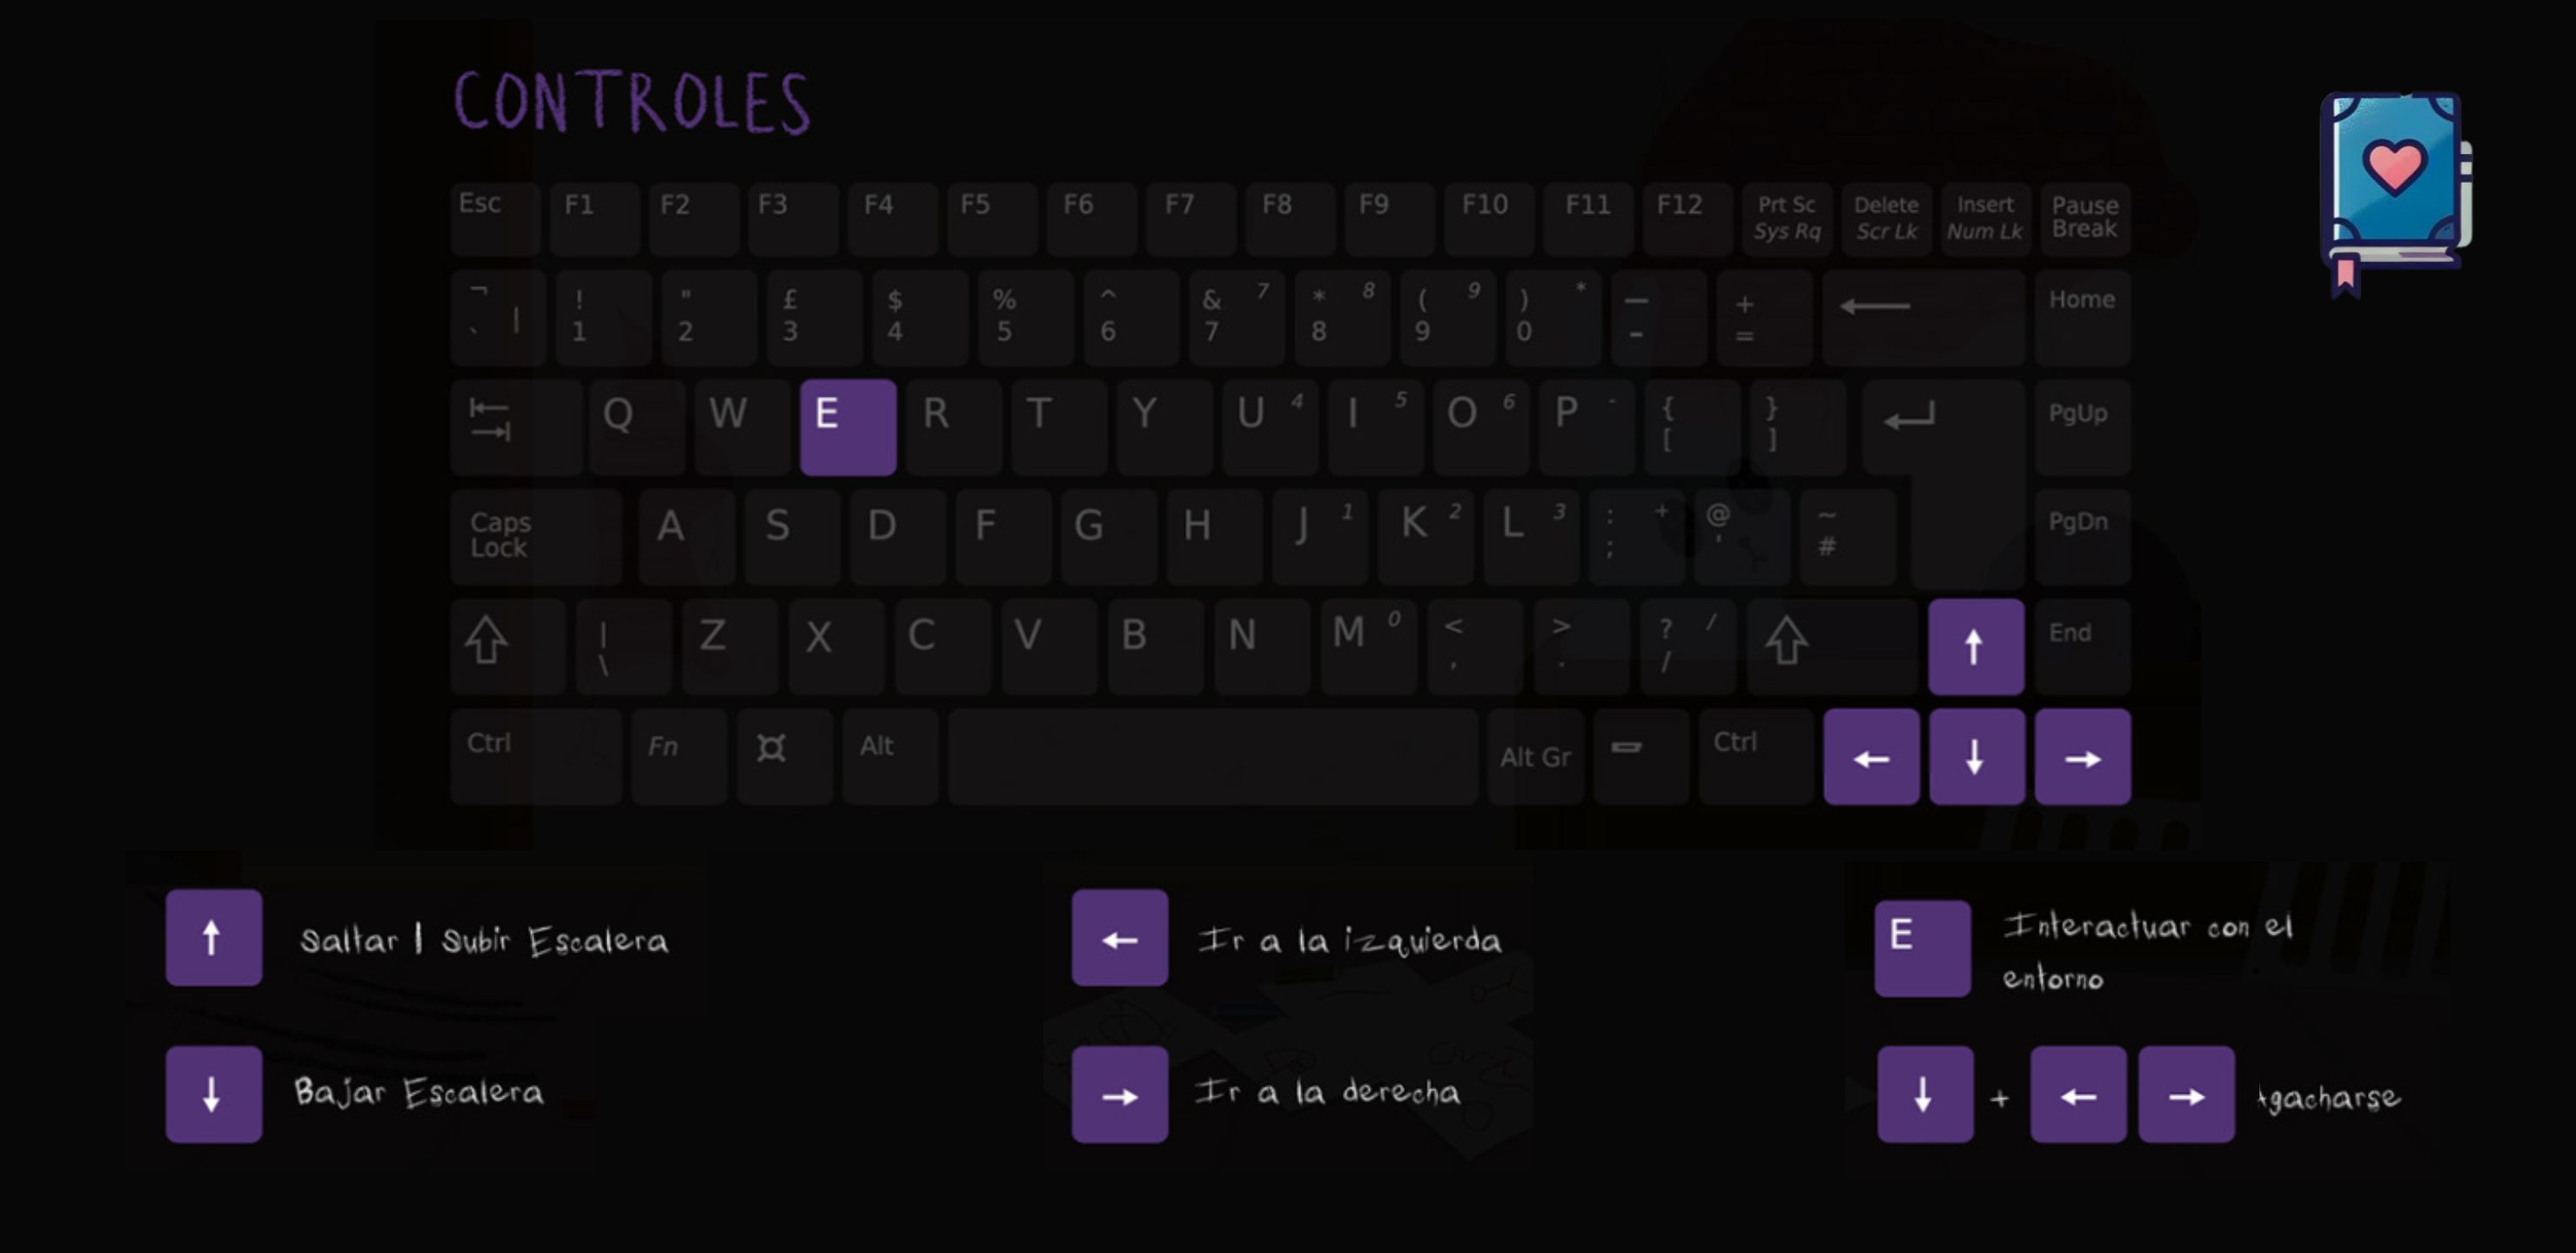 CONTROLES
Esc F1 F2 F3 F4 F5 F6 F7 F8 F9 F10 F11 F12 Prt Sc Sys Rq Delete Scr Lk Insert Num Lk Pause Break
¬ ` | ! 1 " 2 £ 3 $ 4 % 5 ^ 6 & 7 7 * 8 8 ( 9 9 ) 0 * — - + = ← Home
Q W E R T Y U 4 I 5 O 6 P - { [ } ] ↵ PgUp
Caps Lock A S D F G H J 1 K 2 L 3 : ; + @ ' ~ # PgDn
⇧ | \ Z X C V B N M 0 < , > . ? / / ⇧ ↑ End
Ctrl Fn ¤ Alt Alt Gr Ctrl ← ↓ →
↑ Saltar | Subir Escalera
← Ir a la izquierda
E Interactuar con el
entorno
↓ Bajar Escalera
→ Ir a la derecha
↓ + ← → Agacharse